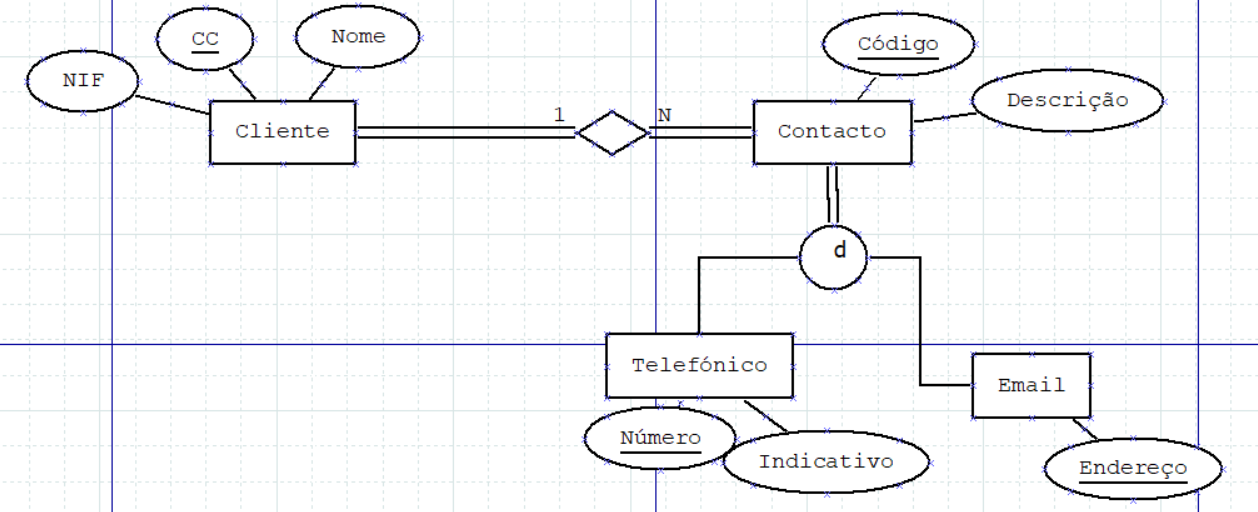 CC
Nome
Código
NIF
Descrição
Cliente
1
N
Contacto
d
Telefónico
Email
Número
Indicativo
Endereço